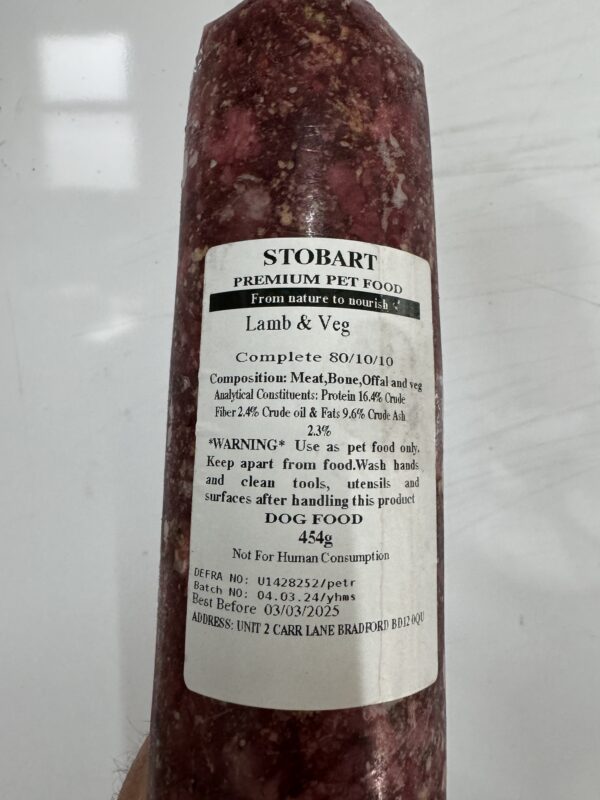 STOBART
PREMIUM PET FOOD
From nature to nourish
Lamb & Veg
Complete 80/10/10
Composition: Meat,Bone,Offal and veg
Analytical Constituents: Protein 16.4% Crude
Fiber 2.4% Crude oil & Fats 9.6% Crude Ash
2.3%
*WARNING* Use as pet food only.
Keep apart from food.Wash hands
and clean tools, utensils and
surfaces after handling this product
DOG FOOD
454g
Not For Human Consumption
DEFRA NO: U1428252/petr
Batch NO: 04.03.24/yhms
Best Before 03/03/2025
ADDRESS: UNIT 2 CARR LANE BRADFORD BD12 0QU